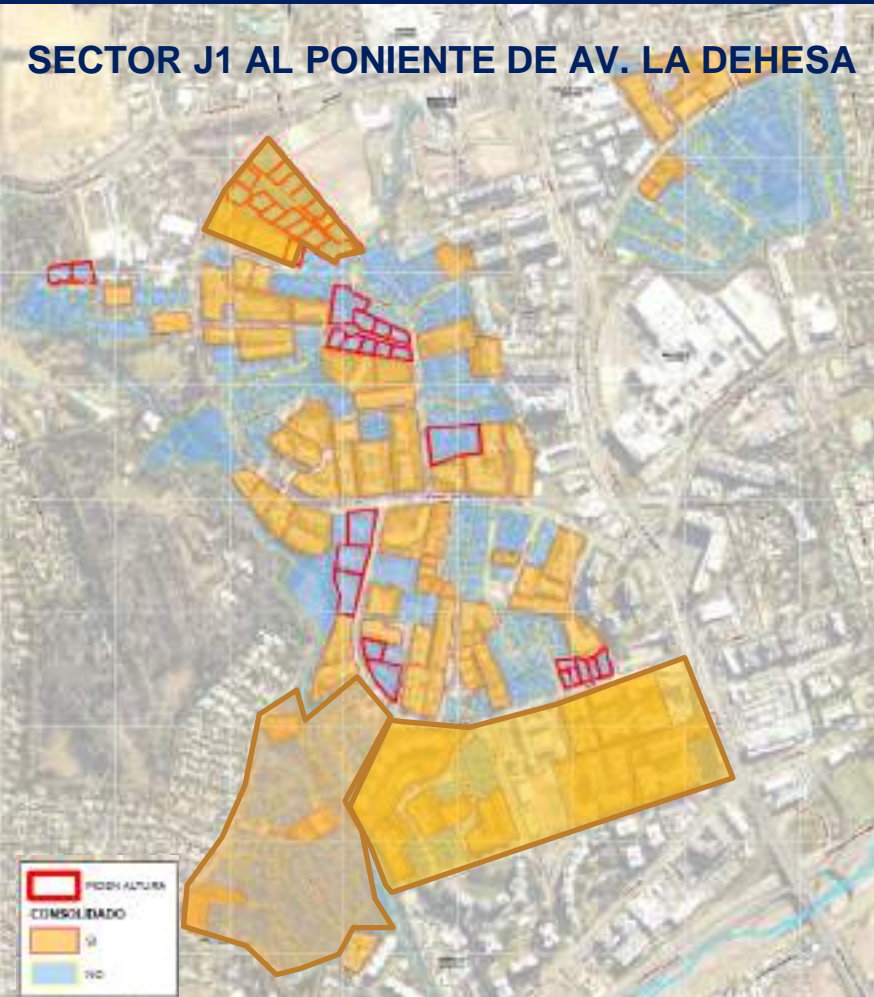 SECTOR J1 AL PONIENTE DE AV. LA DEHESA
PIDEN ALTURA
CONSOLIDADO
SI
NO